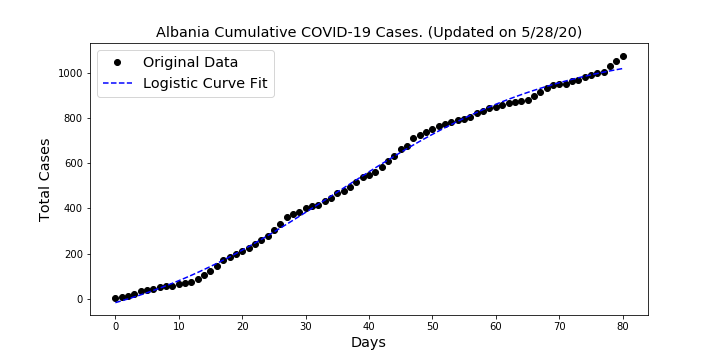 Albania Cumulative COVID-19 Cases. (Updated on 5/28/20)
Original Data
Logistic Curve Fit
Total Cases
1000
800
600
400
200
0
0 10 20 30 40 50 60 70 80
Days